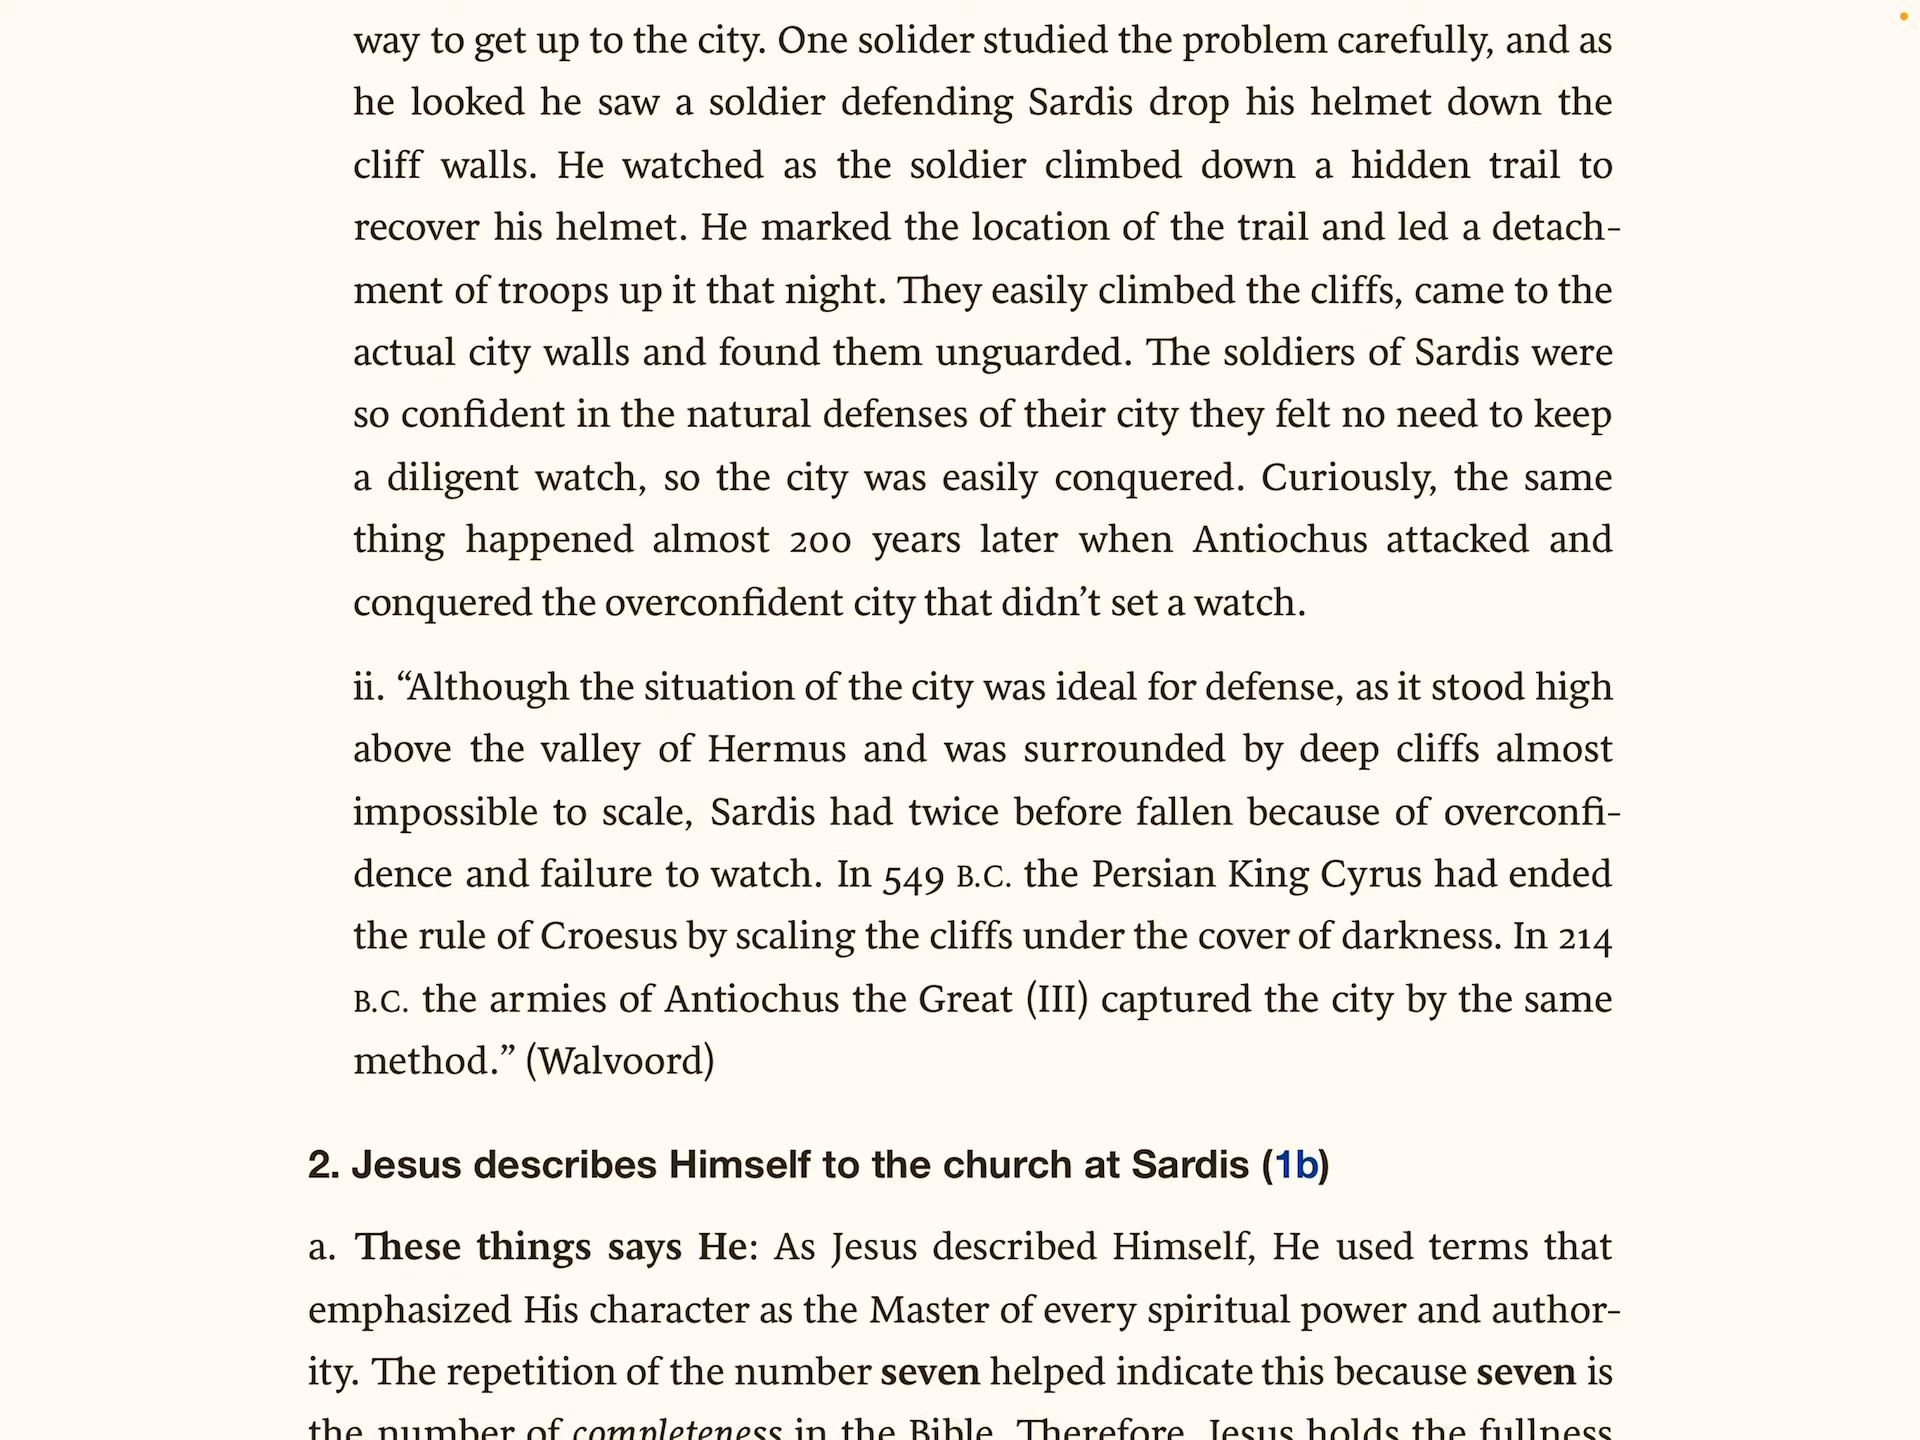 way to get up to the city. One solider studied the problem carefully, and as
he looked he saw a soldier defending Sardis drop his helmet down the
cliff walls. He watched as the soldier climbed down a hidden trail to
recover his helmet. He marked the location of the trail and led a detach-
ment of troops up it that night. They easily climbed the cliffs, came to the
actual city walls and found them unguarded. The soldiers of Sardis were
so confident in the natural defenses of their city they felt no need to keep
a diligent watch, so the city was easily conquered. Curiously, the same
thing happened almost 200 years later when Antiochus attacked and
conquered the overconfident city that didn’t set a watch.
ii. “Although the situation of the city was ideal for defense, as it stood high
above the valley of Hermus and was surrounded by deep cliffs almost
impossible to scale, Sardis had twice before fallen because of overconfi-
dence and failure to watch. In 549 B.C. the Persian King Cyrus had ended
the rule of Croesus by scaling the cliffs under the cover of darkness. In 214
B.C. the armies of Antiochus the Great (III) captured the city by the same
method.” (Walvoord)
2. Jesus describes Himself to the church at Sardis (1b)
a. These things says He: As Jesus described Himself, He used terms that
emphasized His character as the Master of every spiritual power and author-
ity. The repetition of the number seven helped indicate this because seven is
the number of completeness in the Bible. Therefore, Jesus holds the fullness